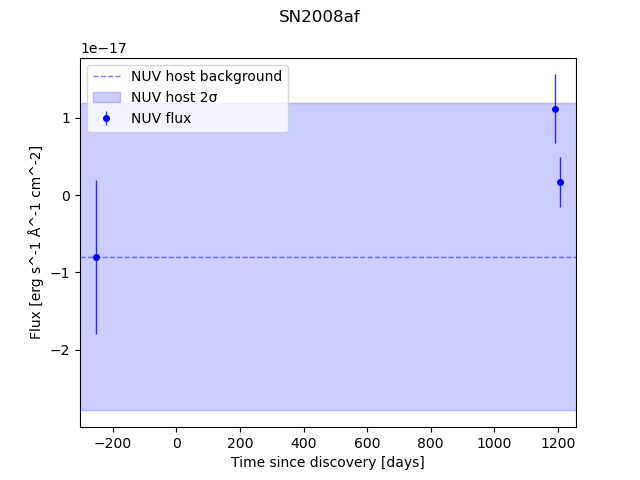 SN2008af
1e−17
NUV host background
NUV host 2σ
NUV flux
1
0
−1
−2
Flux [erg s^-1 Å^-1 cm^-2]
−200 0 200 400 600 800 1000 1200
Time since discovery [days]